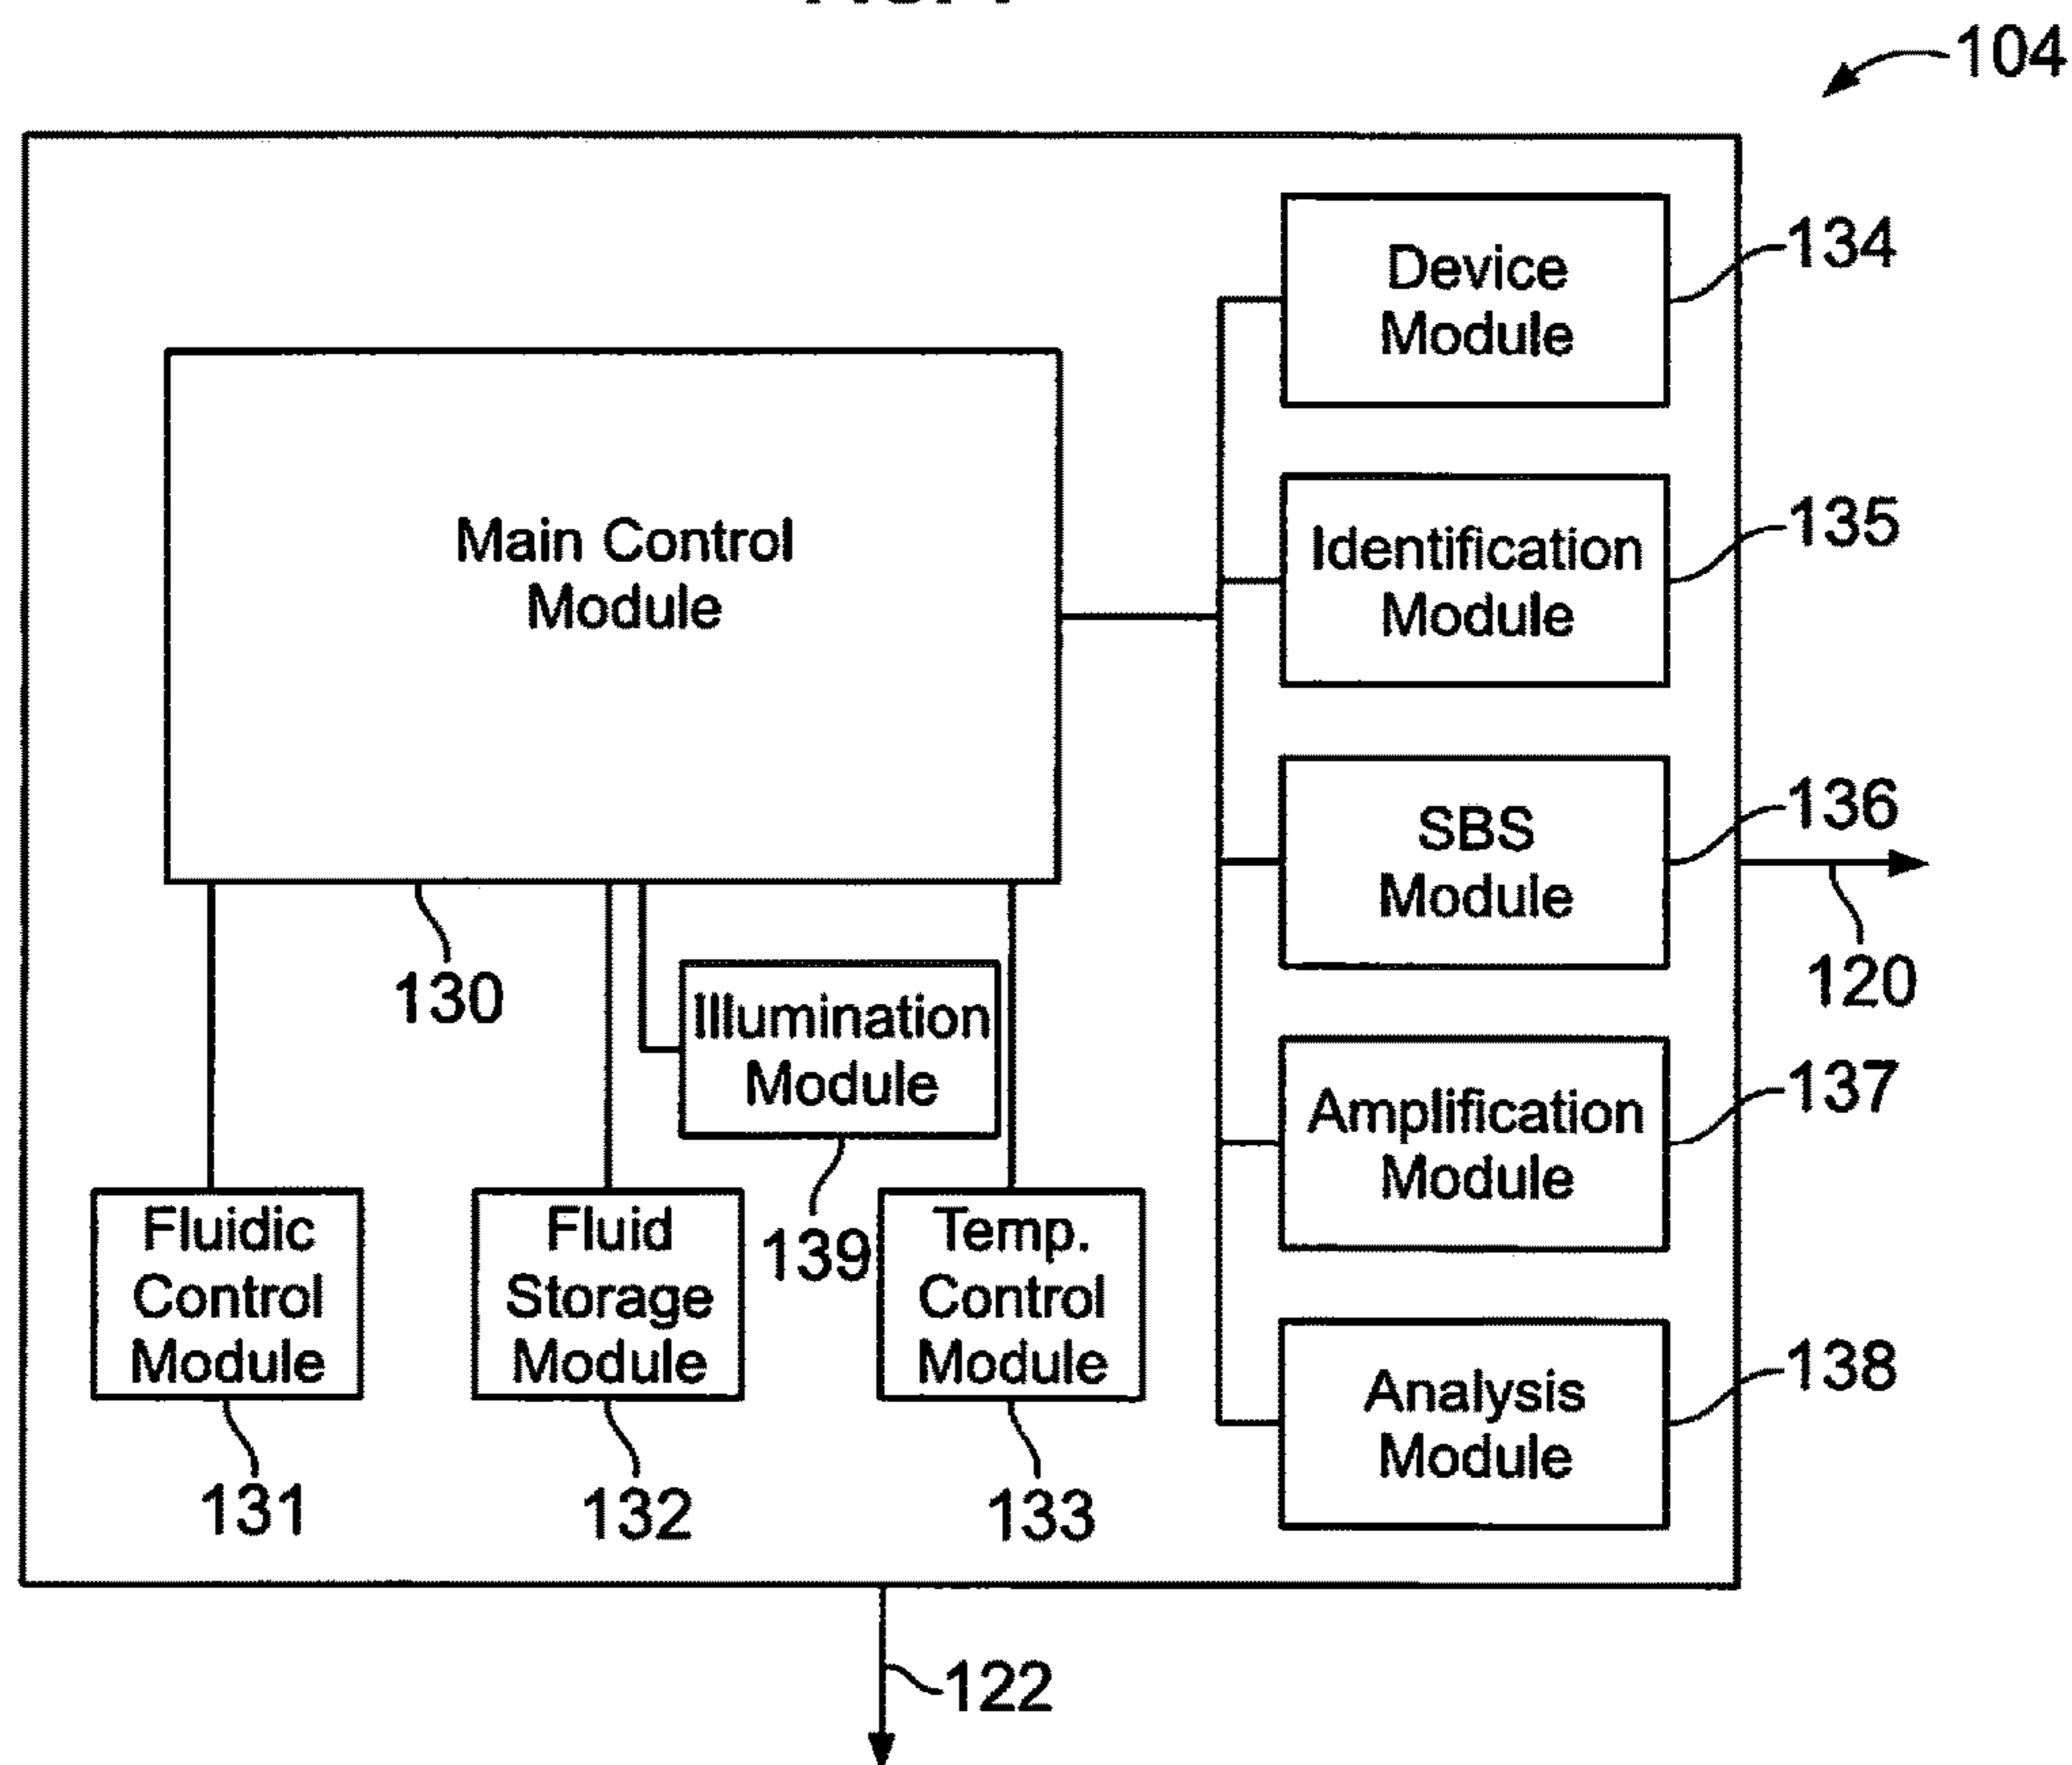 104
Device
Module
134
Identification
Module
135
Main Control
Module
SBS
Module
136
120
130
Illumination
Module
139
Amplification
Module
137
Fluidic
Control
Module
131
Fluid
Storage
Module
132
Temp.
Control
Module
133
Analysis
Module
138
122